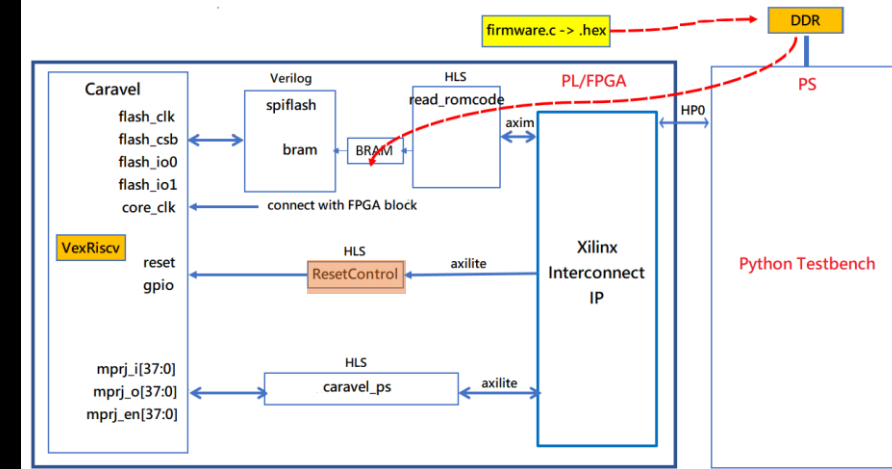 firmware.c -> .hex
DDR
PL/FPGA
PS
HP0
Caravel
flash_clk
flash_csb
flash_io0
flash_io1
core_clk
VexRiscv
reset
gpio
mprj_i[37:0]
mprj_o[37:0]
mprj_en[37:0]
Verilog
spiflash
bram
BRAM
HLS
read_romcode
axim
connect with FPGA block
HLS
ResetControl
axilite
HLS
caravel_ps
axilite
Xilinx
Interconnect
IP
Python Testbench